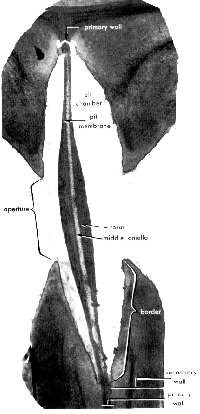 primary wall
pit
chamber
pit
membrane
aperture
torus
middle lamella
border
secondary
wall
primary
wall